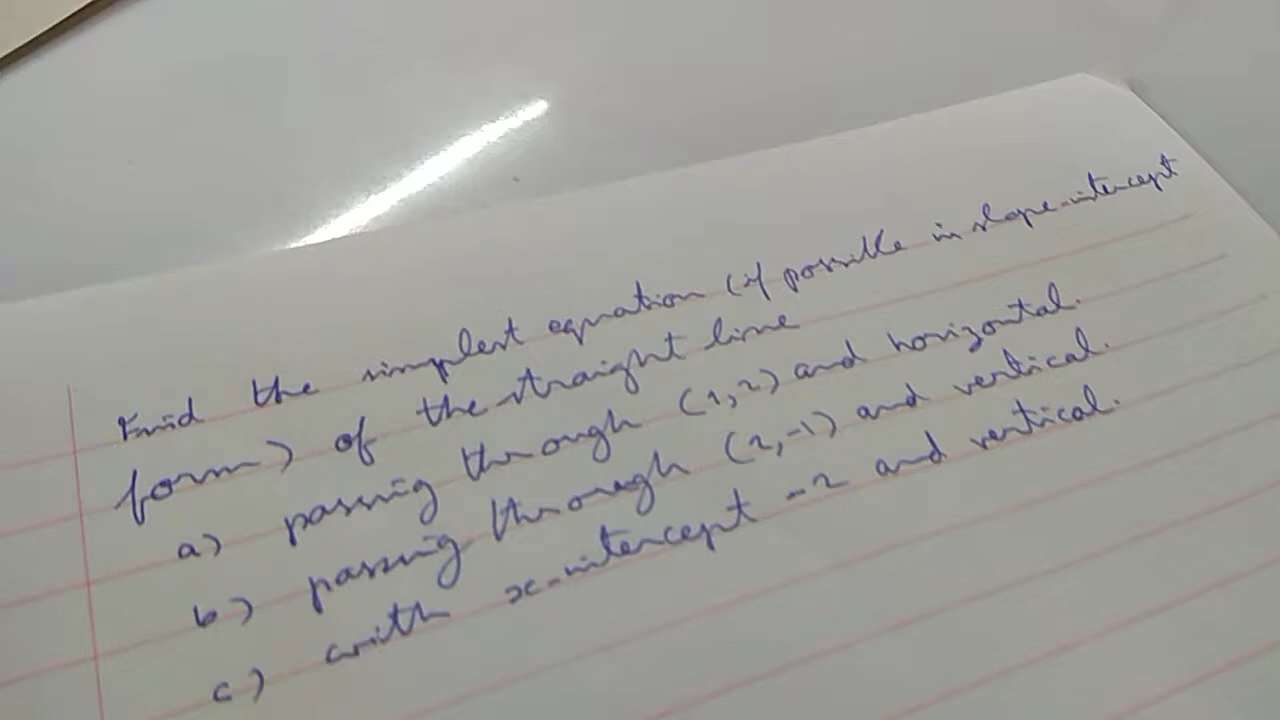 Find the simplest equation (if possible in slope-intercept
form) of the straight line
a) passing through (1,2) and horizontal.
b) passing through (2,-1) and vertical.
c) with x-intercept -2 and vertical.